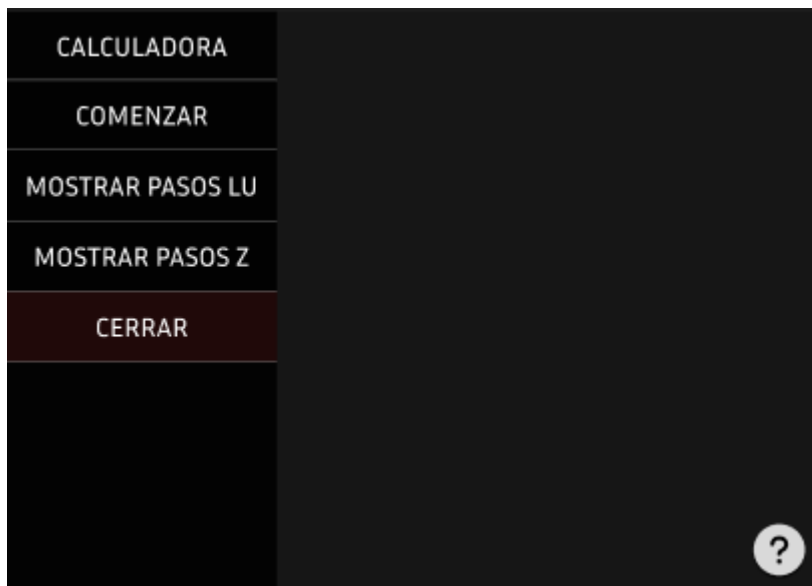 CALCULADORA
COMENZAR
MOSTRAR PASOS LU
MOSTRAR PASOS Z
CERRAR
?